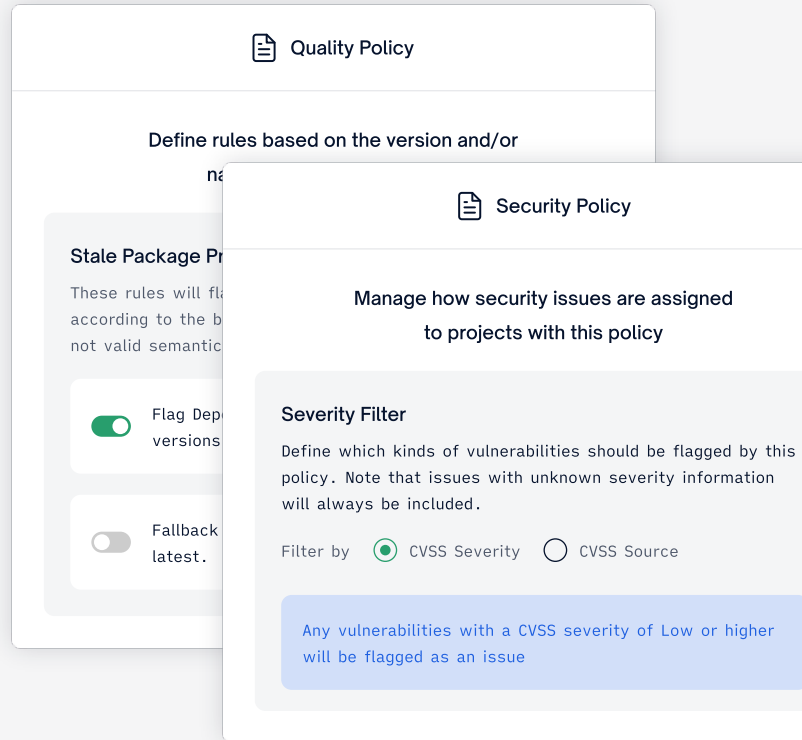 Quality Policy
Define rules based on the version and/or
Stale Package
These rules will
according to the
not valid semantic
Flag
versions
Fallback
latest.
Security Policy
Manage how security issues are assigned
to projects with this policy
Severity Filter
Define which kinds of vulnerabilities should be flagged by this
policy. Note that issues with unknown severity information
will always be included.
Filter by CVSS Severity CVSS Source
Any vulnerabilities with a CVSS severity of Low or higher
will be flagged as an issue